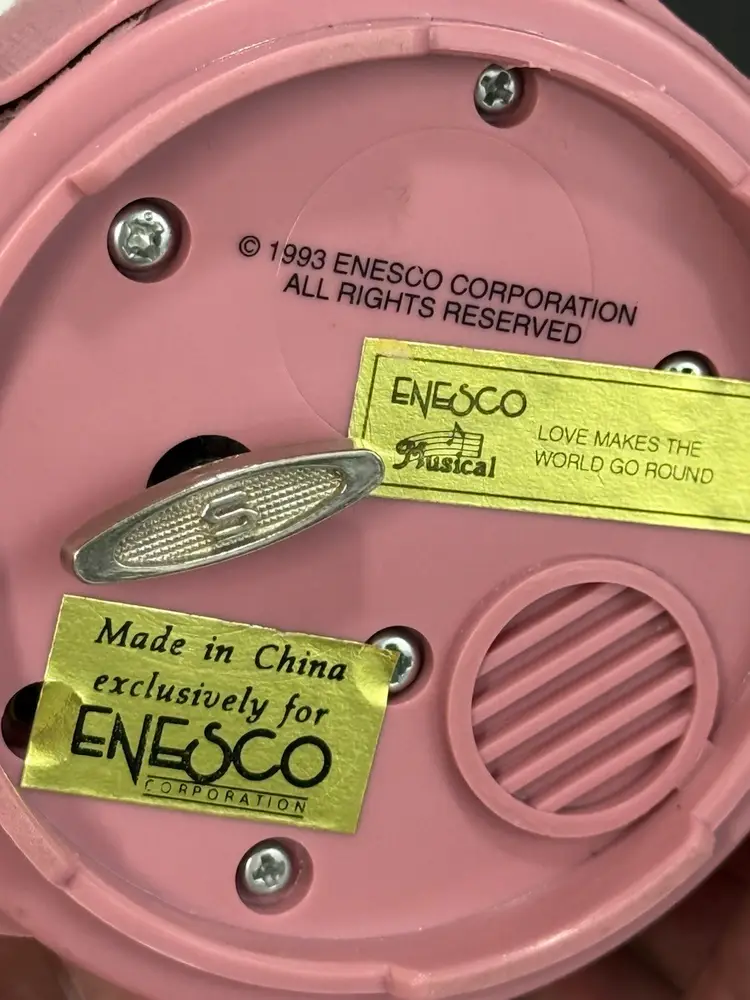 © 1993 ENESCO CORPORATION
ALL RIGHTS RESERVED
ENESCO
Musical
LOVE MAKES THE
WORLD GO ROUND
S
Made in China
exclusively for
ENESCO
CORPORATION